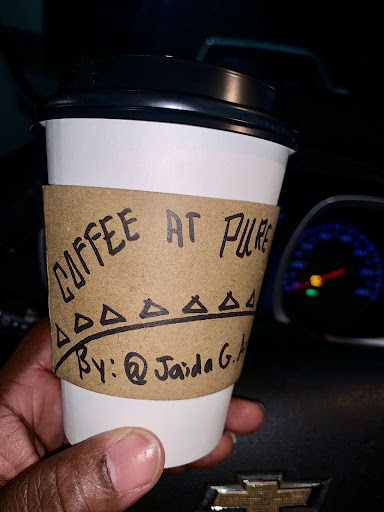 COFFEE AT PURE
By: @Jaida G. A